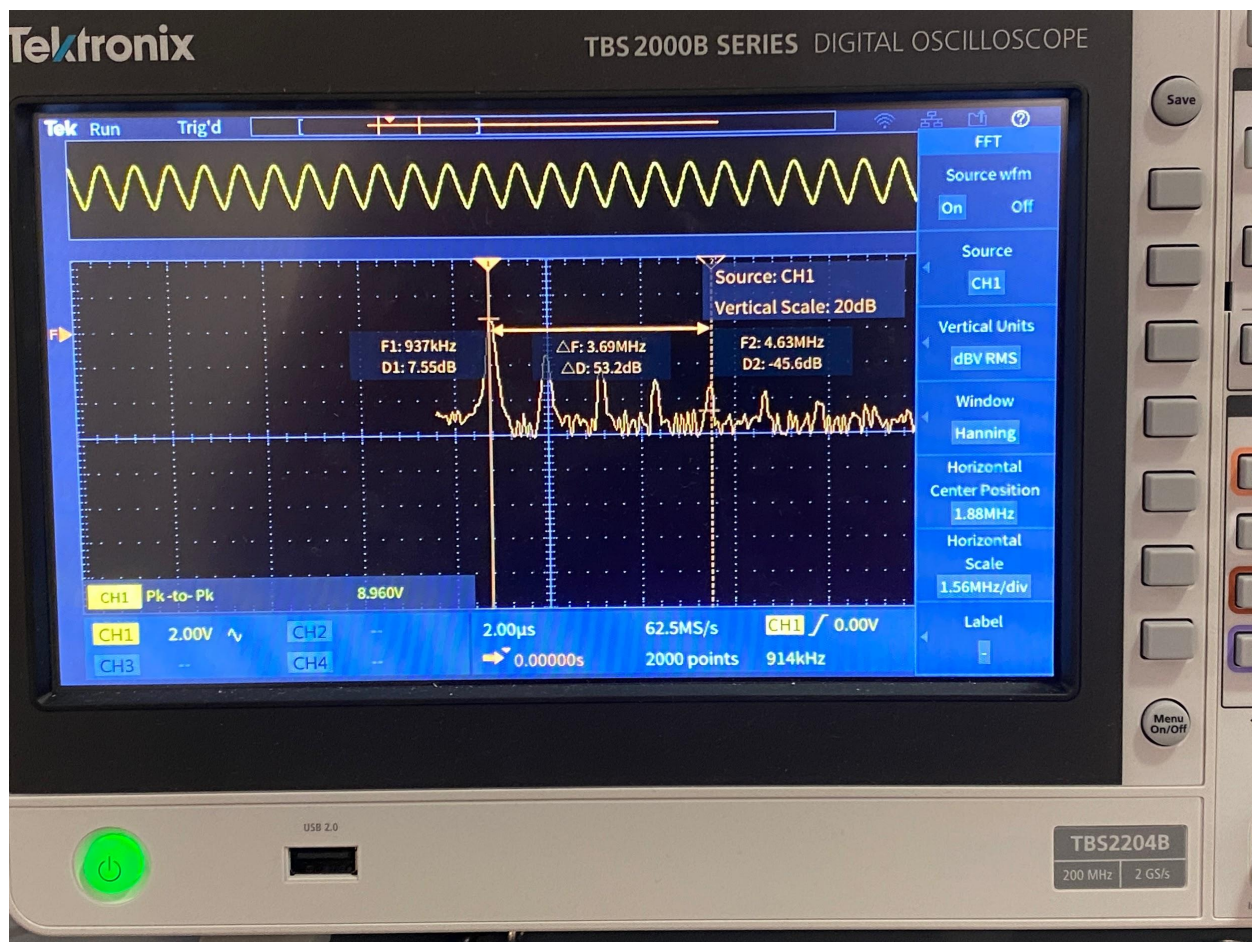 Tektronix
TBS 2000B SERIES DIGITAL OSCILLOSCOPE
Save
Tek Run Trig'd
FFT
Source wfm
On Off
Source
CH1
Vertical Units
dBV RMS
Window
Hanning
Horizontal
Center Position
1.88MHz
Horizontal
Scale
1.56MHz/div
Label
-
Source: CH1
Vertical Scale: 20dB
F
F1: 937kHz
D1: 7.55dB
△F: 3.69MHz
△D: 53.2dB
F2: 4.63MHz
D2: -45.6dB
CH1 Pk-to-Pk 8.960V
CH1 2.00V CH2 -- 2.00µs 62.5MS/s CH1 0.00V
CH3 -- CH4 -- 0.00000s 2000 points 914kHz
Menu
On/Off
USB 2.0
TBS2204B
200 MHz 2 GS/s